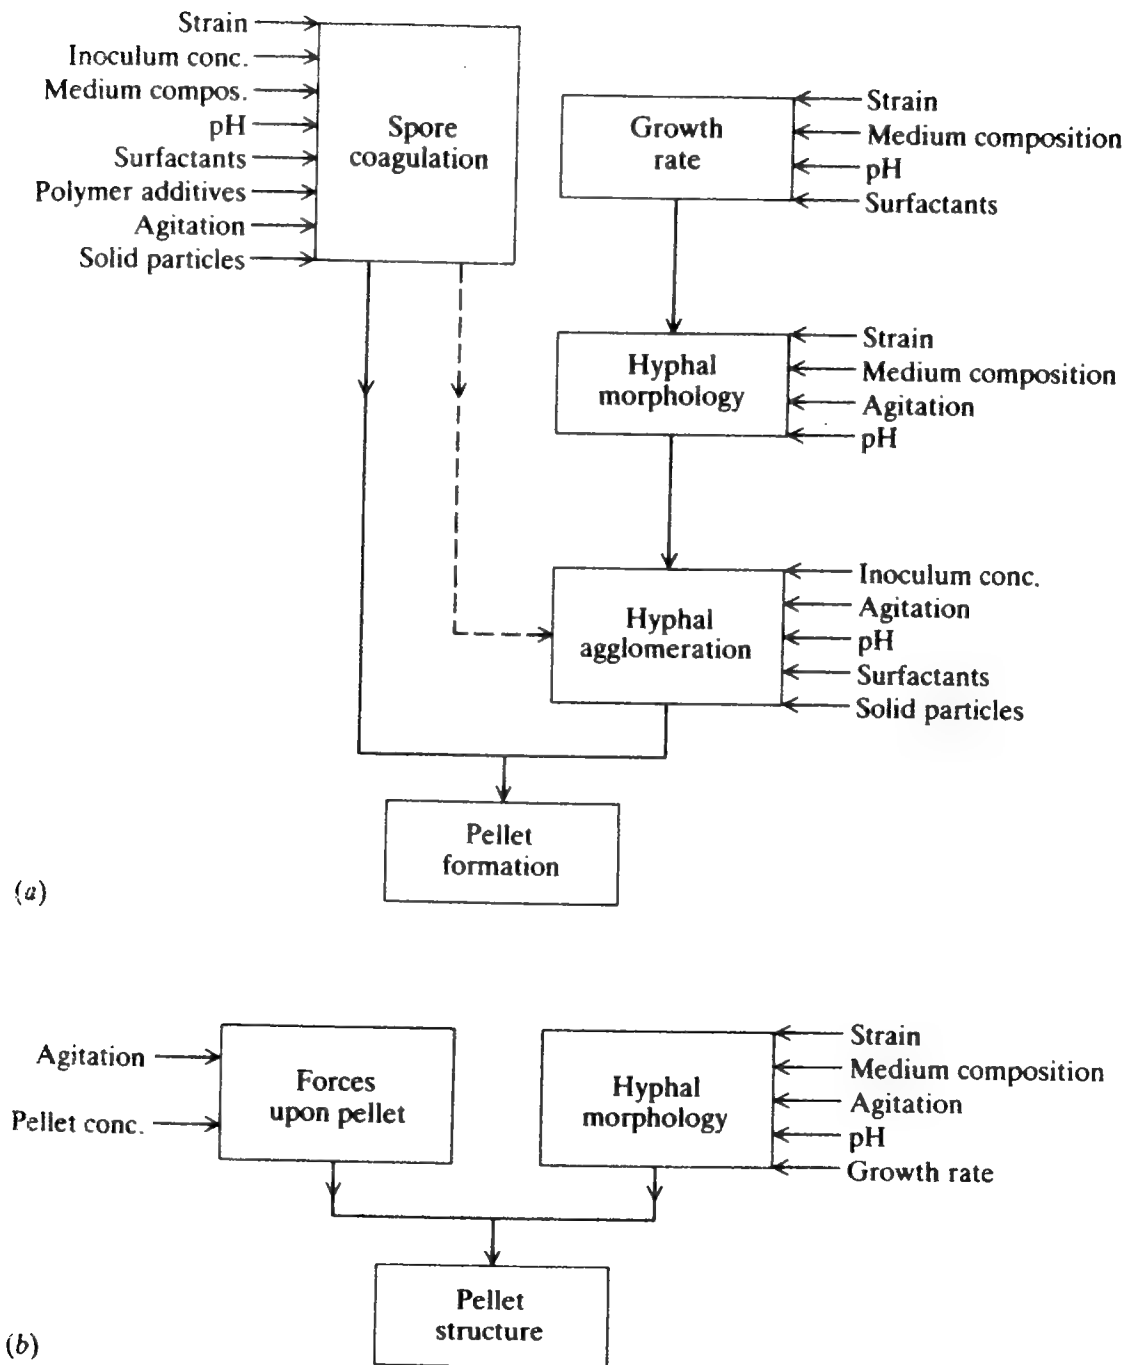 Strain
Inoculum conc.
Medium compos.
pH
Surfactants
Polymer additives
Agitation
Solid particles
Spore
coagulation
Growth
rate
Strain
Medium composition
pH
Surfactants
Hyphal
morphology
Strain
Medium composition
Agitation
pH
Hyphal
agglomeration
Inoculum conc.
Agitation
pH
Surfactants
Solid particles
Pellet
formation
(a)
Agitation
Pellet conc.
Forces
upon pellet
Hyphal
morphology
Strain
Medium composition
Agitation
pH
Growth rate
Pellet
structure
(b)